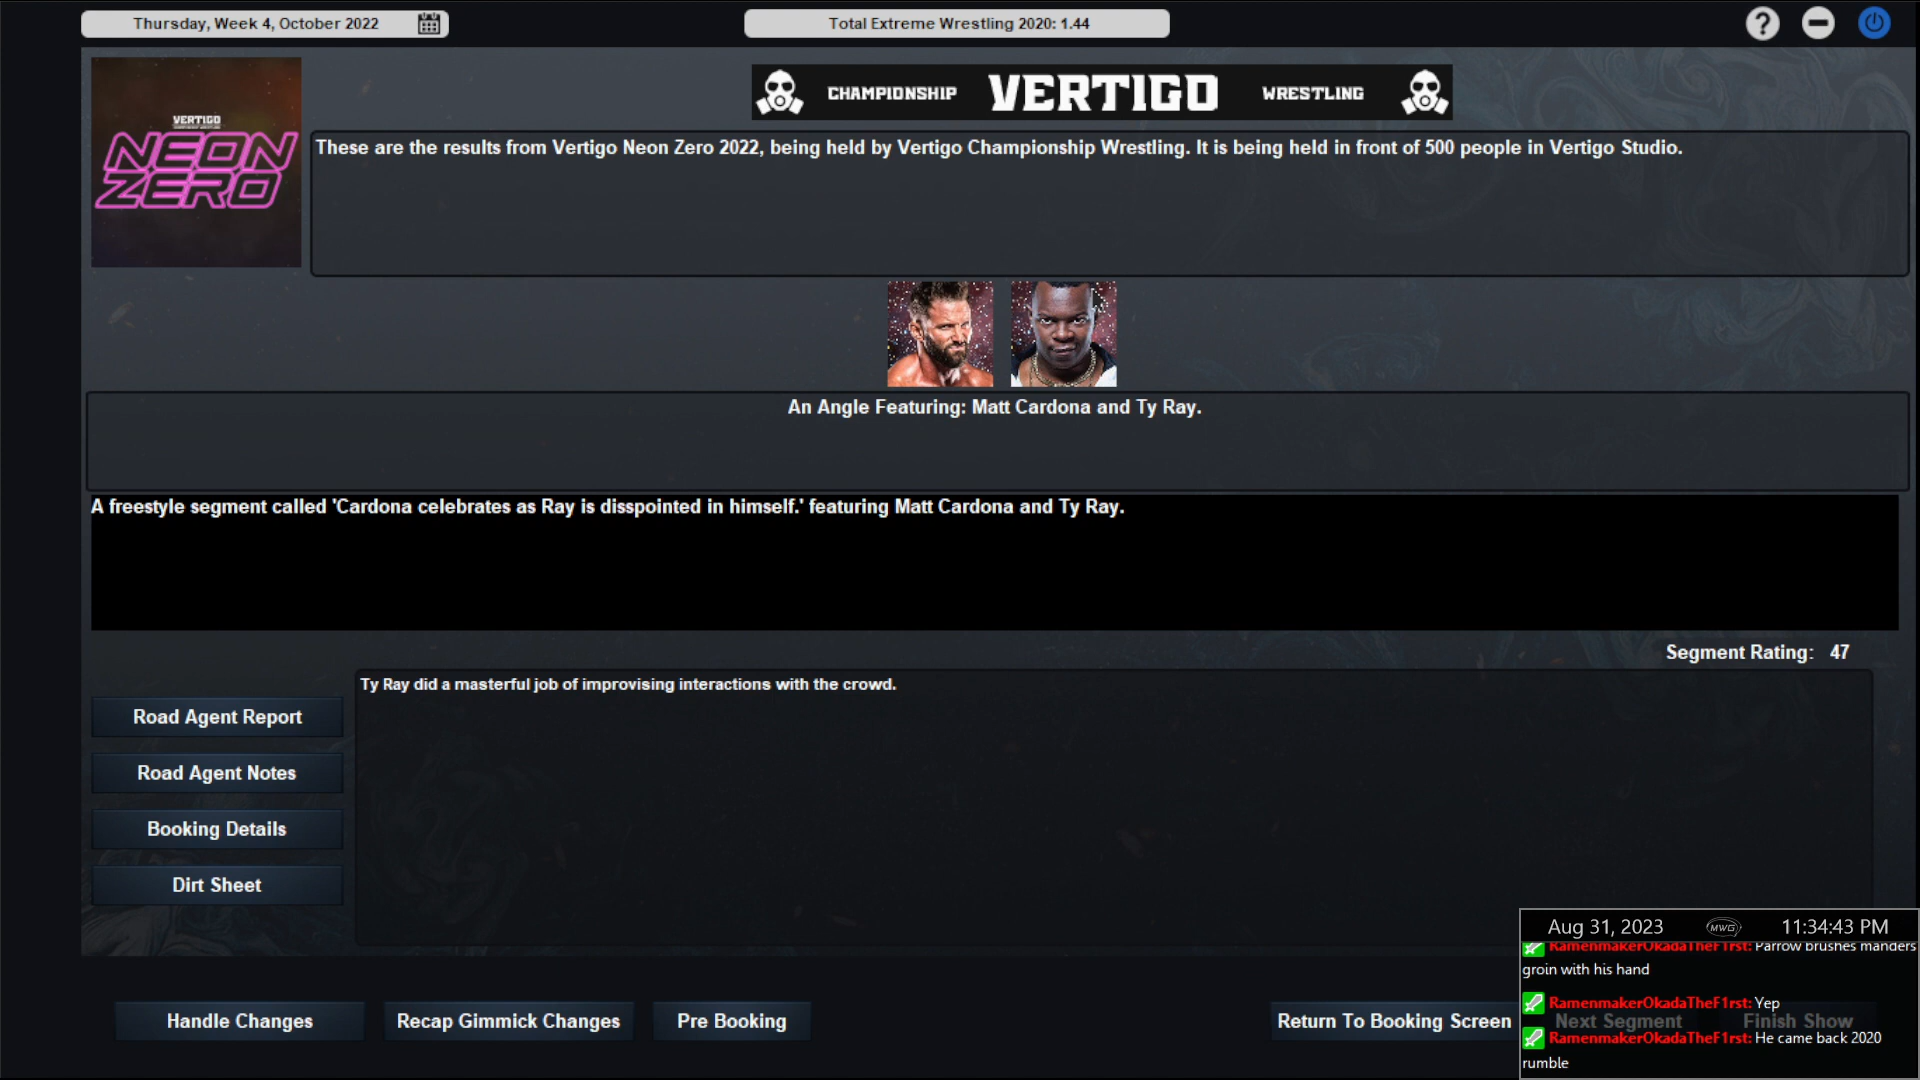 Thursday, Week 4, October 2022
Total Extreme Wrestling 2020: 1.44
?
VERTIGO
NEON
ZERO
CHAMPIONSHIP VERTIGO WRESTLING
These are the results from Vertigo Neon Zero 2022, being held by Vertigo Championship Wrestling. It is being held in front of 500 people in Vertigo Studio.
An Angle Featuring: Matt Cardona and Ty Ray.
A freestyle segment called 'Cardona celebrates as Ray is disspointed in himself.' featuring Matt Cardona and Ty Ray.
Segment Rating: 47
Ty Ray did a masterful job of improvising interactions with the crowd.
Road Agent Report
Road Agent Notes
Booking Details
Dirt Sheet
Aug 31, 2023 MWG 11:34:43 PM
RamenmakerOkadaTheF1rst: Parrow brushes manders
groin with his hand
RamenmakerOkadaTheF1rst: Yep
RamenmakerOkadaTheF1rst: He came back 2020
rumble
Handle Changes
Recap Gimmick Changes
Pre Booking
Return To Booking Screen
Next Segment
Finish Show